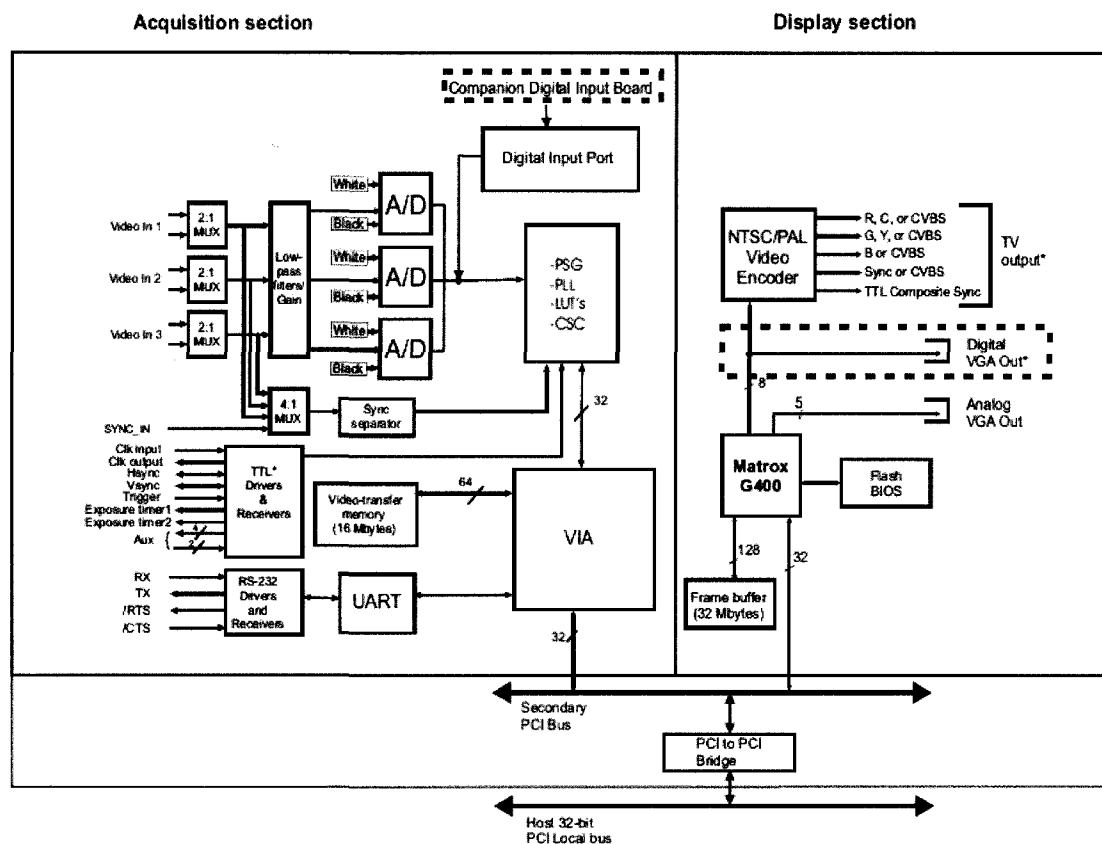 Acquisition section
Display section
Companion Digital Input Board
Digital Input Port
White
Black
A/D
White
Black
A/D
White
Black
A/D
Video In 1
2:1
MUX
Video In 2
2:1
MUX
Video In 3
2:1
MUX
Low-
pass
filters/
Gain
-PSG
-PLL
-LUT's
-CSC
4:1
MUX
Sync
separator
SYNC_IN
32
Clk input
Clk output
Hsync
Vsync
Trigger
Exposure timer1
Exposure timer2
Aux
4
2
TTL*
Drivers
&
Receivers
Video-transfer
memory
(16 Mbytes)
64
VIA
RX
TX
/RTS
/CTS
RS-232
Drivers
and
Receivers
UART
32
NTSC/PAL
Video
Encoder
R, C, or CVBS
G, Y, or CVBS
B or CVBS
Sync or CVBS
TTL Composite Sync
TV
output*
Digital
VGA Out*
8
5
Analog
VGA Out
Matrox
G400
Flash
BIOS
128
32
Frame buffer
(32 Mbytes)
Secondary
PCI Bus
PCI to PCI
Bridge
Host 32-bit
PCI Local bus